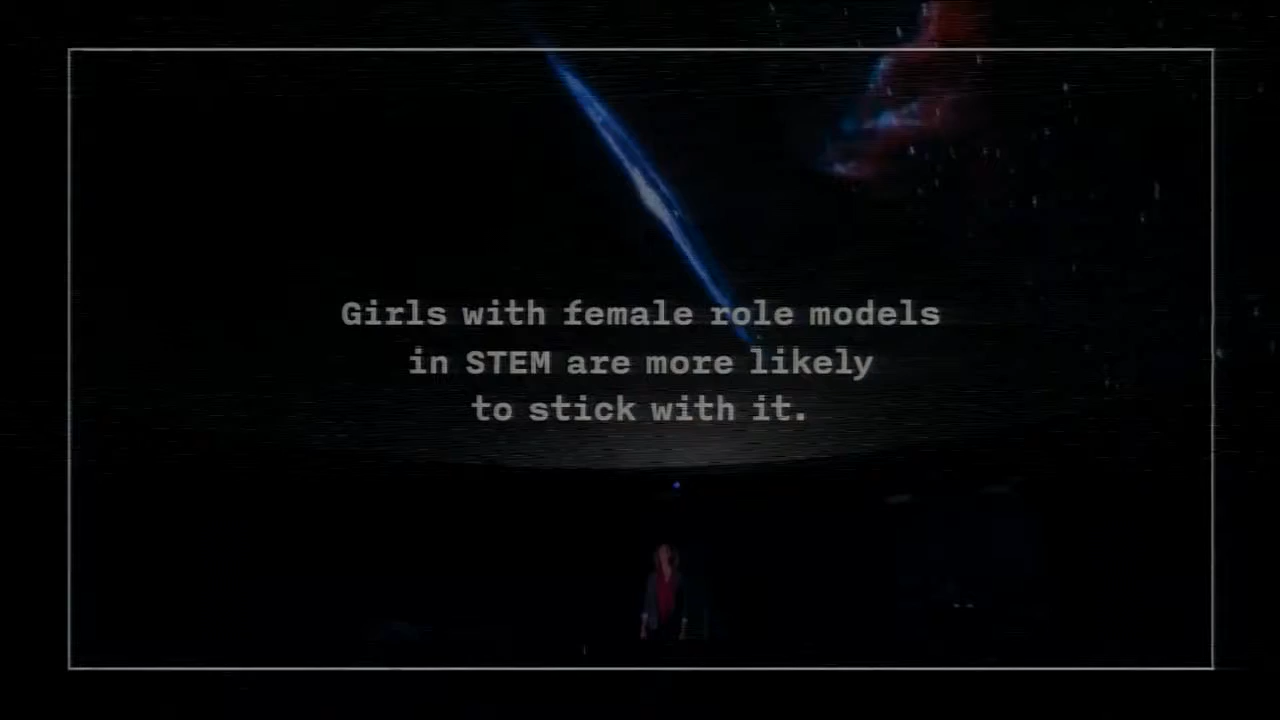 Girls with female role models
in STEM are more likely
to stick with it.